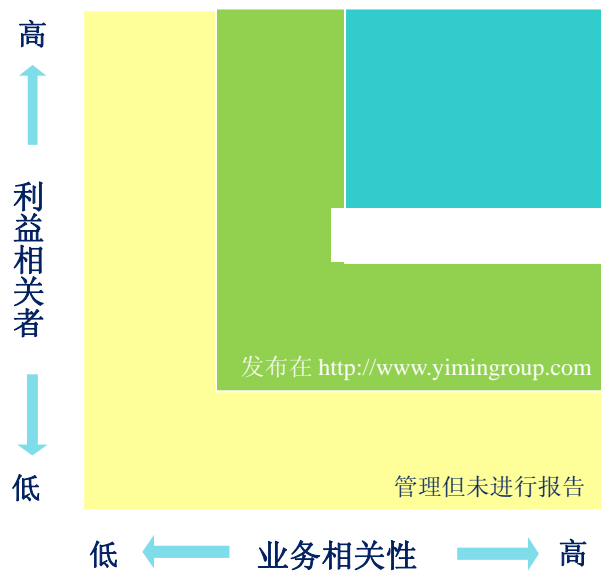 高
利益相关者
发布在 http://www.yimingroup.com
低
管理但未进行报告
低
业务相关性
高